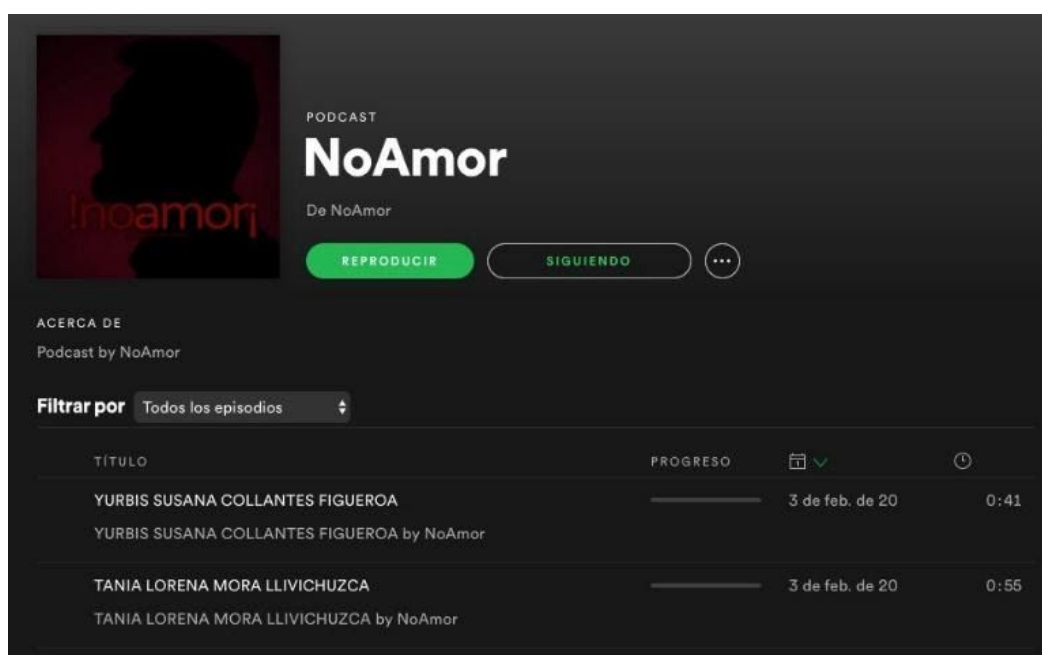 !noamor¡
PODCAST
NoAmor
De NoAmor
REPRODUCIR
SIGUIENDO
ACERCA DE
Podcast by NoAmor
Filtrar por Todos los episodios
TÍTULO PROGRESO
YURBIS SUSANA COLLANTES FIGUEROA 3 de feb. de 20 0:41
YURBIS SUSANA COLLANTES FIGUEROA by NoAmor
TANIA LORENA MORA LLIVICHUZCA 3 de feb. de 20 0:55
TANIA LORENA MORA LLIVICHUZCA by NoAmor